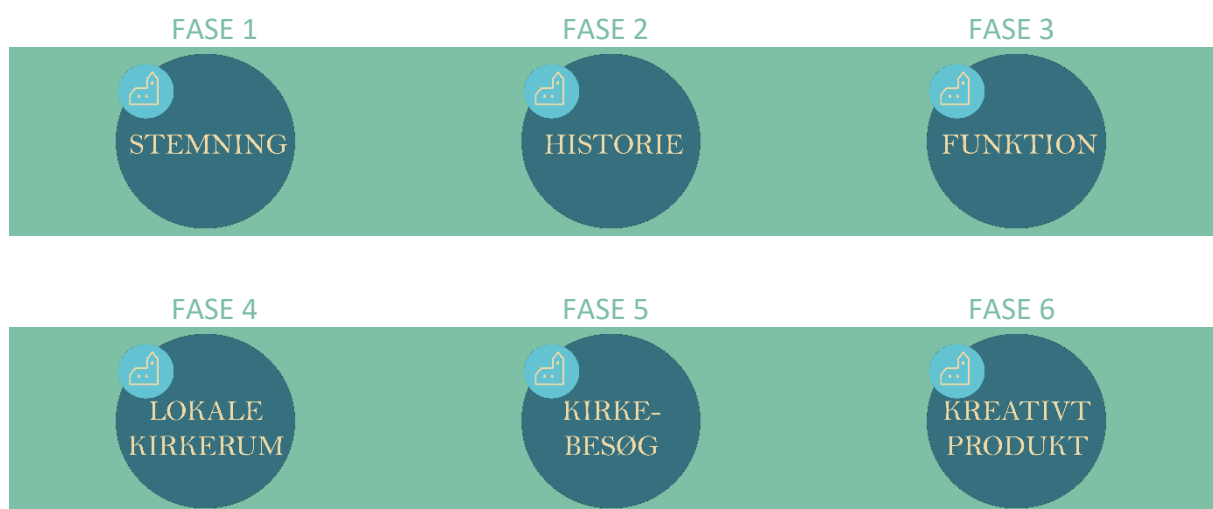 FASE 1
FASE 2
FASE 3
STEMNING
HISTORIE
FUNKTION
FASE 4
FASE 5
FASE 6
LOKALE
KIRKERUM
KIRKE-
BESØG
KREATIVT
PRODUKT